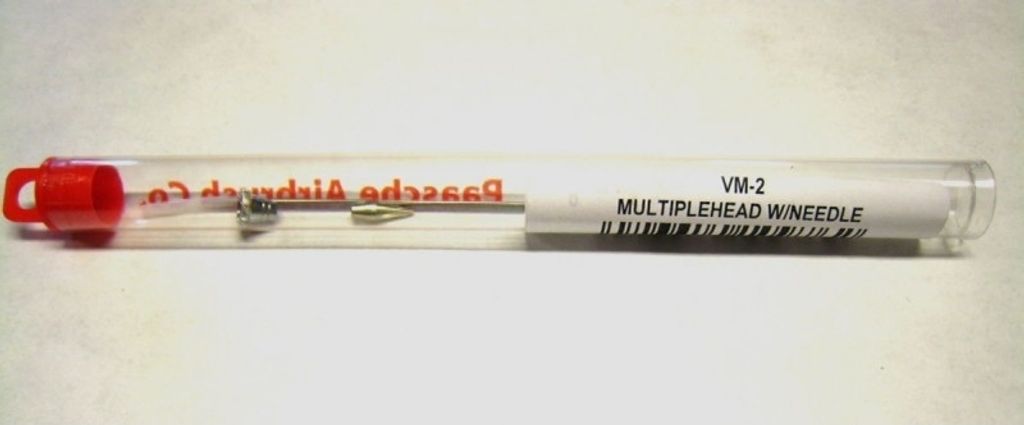 Paasche Airbrush Co.
VM-2
MULTIPLEHEAD W/NEEDLE